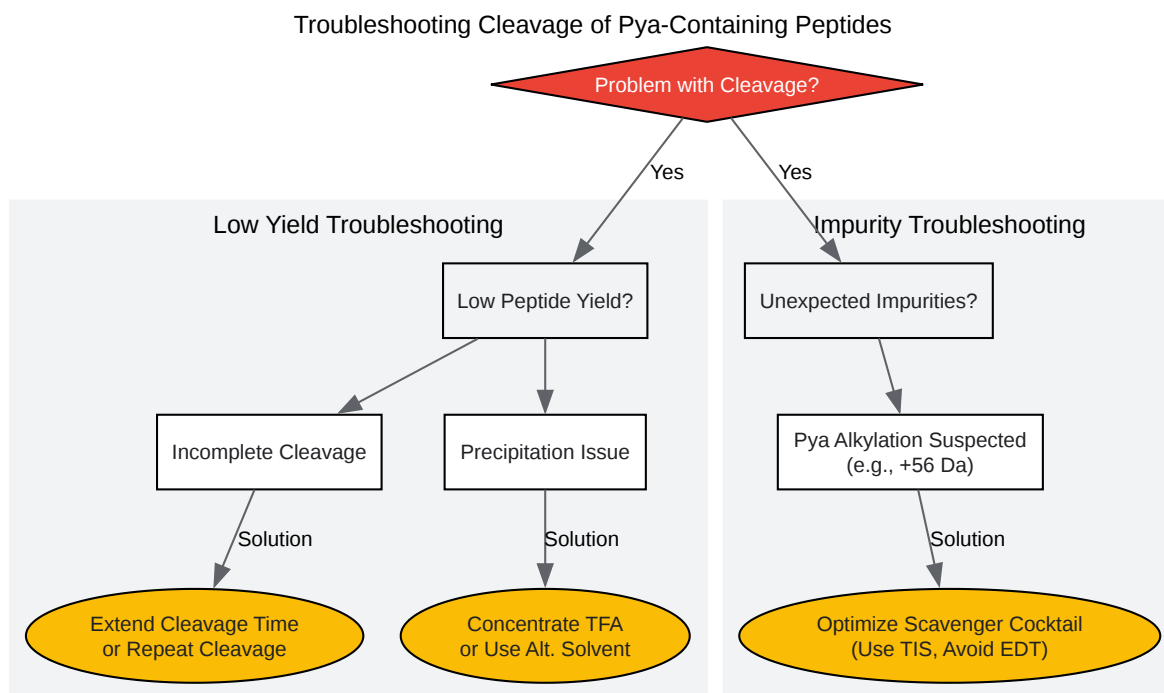 Troubleshooting Cleavage of Pya-Containing Peptides
Problem with Cleavage?
Yes
Yes
Low Yield Troubleshooting
Impurity Troubleshooting
Low Peptide Yield?
Unexpected Impurities?
Incomplete Cleavage
Precipitation Issue
Pya Alkylation Suspected
(e.g., +56 Da)
Solution
Solution
Solution
Extend Cleavage Time
or Repeat Cleavage
Concentrate TFA
or Use Alt. Solvent
Optimize Scavenger Cocktail
(Use TIS, Avoid EDT)